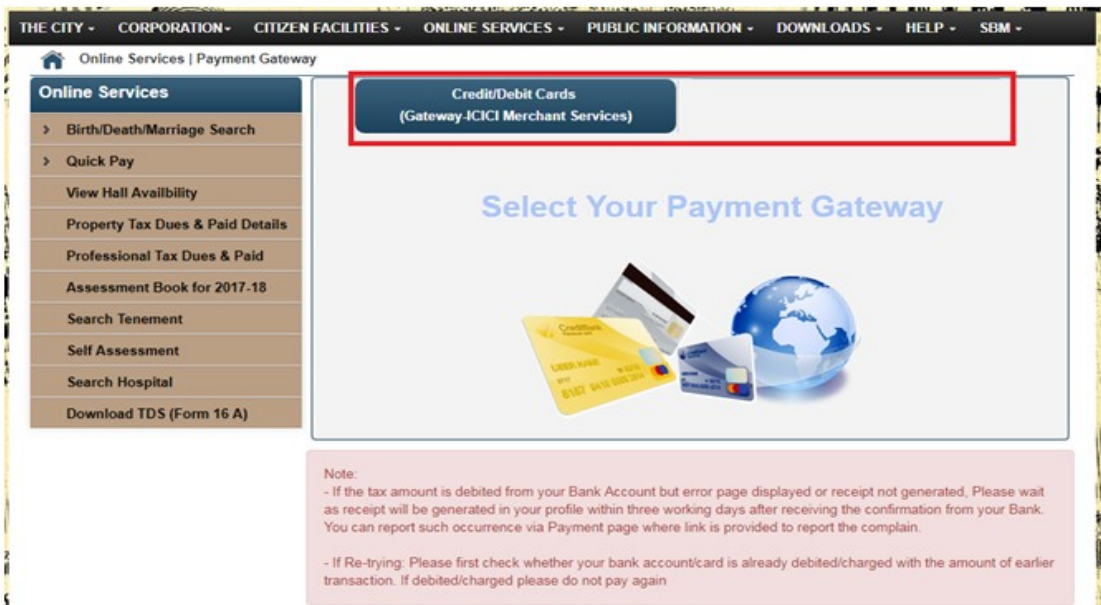 THE CITY - CORPORATION- CITIZEN FACILITIES - ONLINE SERVICES - PUBLIC INFORMATION - DOWNLOADS - HELP - SBM -
Online Services | Payment Gateway
Online Services
> Birth/Death/Marriage Search
> Quick Pay
View Hall Availbility
Property Tax Dues & Paid Details
Professional Tax Dues & Paid
Assessment Book for 2017-18
Search Tenement
Self Assessment
Search Hospital
Download TDS (Form 16 A)
Credit/Debit Cards
(Gateway-ICICI Merchant Services)
Select Your Payment Gateway
CreditBank
Note:
- If the tax amount is debited from your Bank Account but error page displayed or receipt not generated, Please wait
as receipt will be generated in your profile within three working days after receiving the confirmation from your Bank.
You can report such occurrence via Payment page where link is provided to report the complain.
- If Re-trying: Please first check whether your bank account/card is already debited/charged with the amount of earlier
transaction. If debited/charged please do not pay again